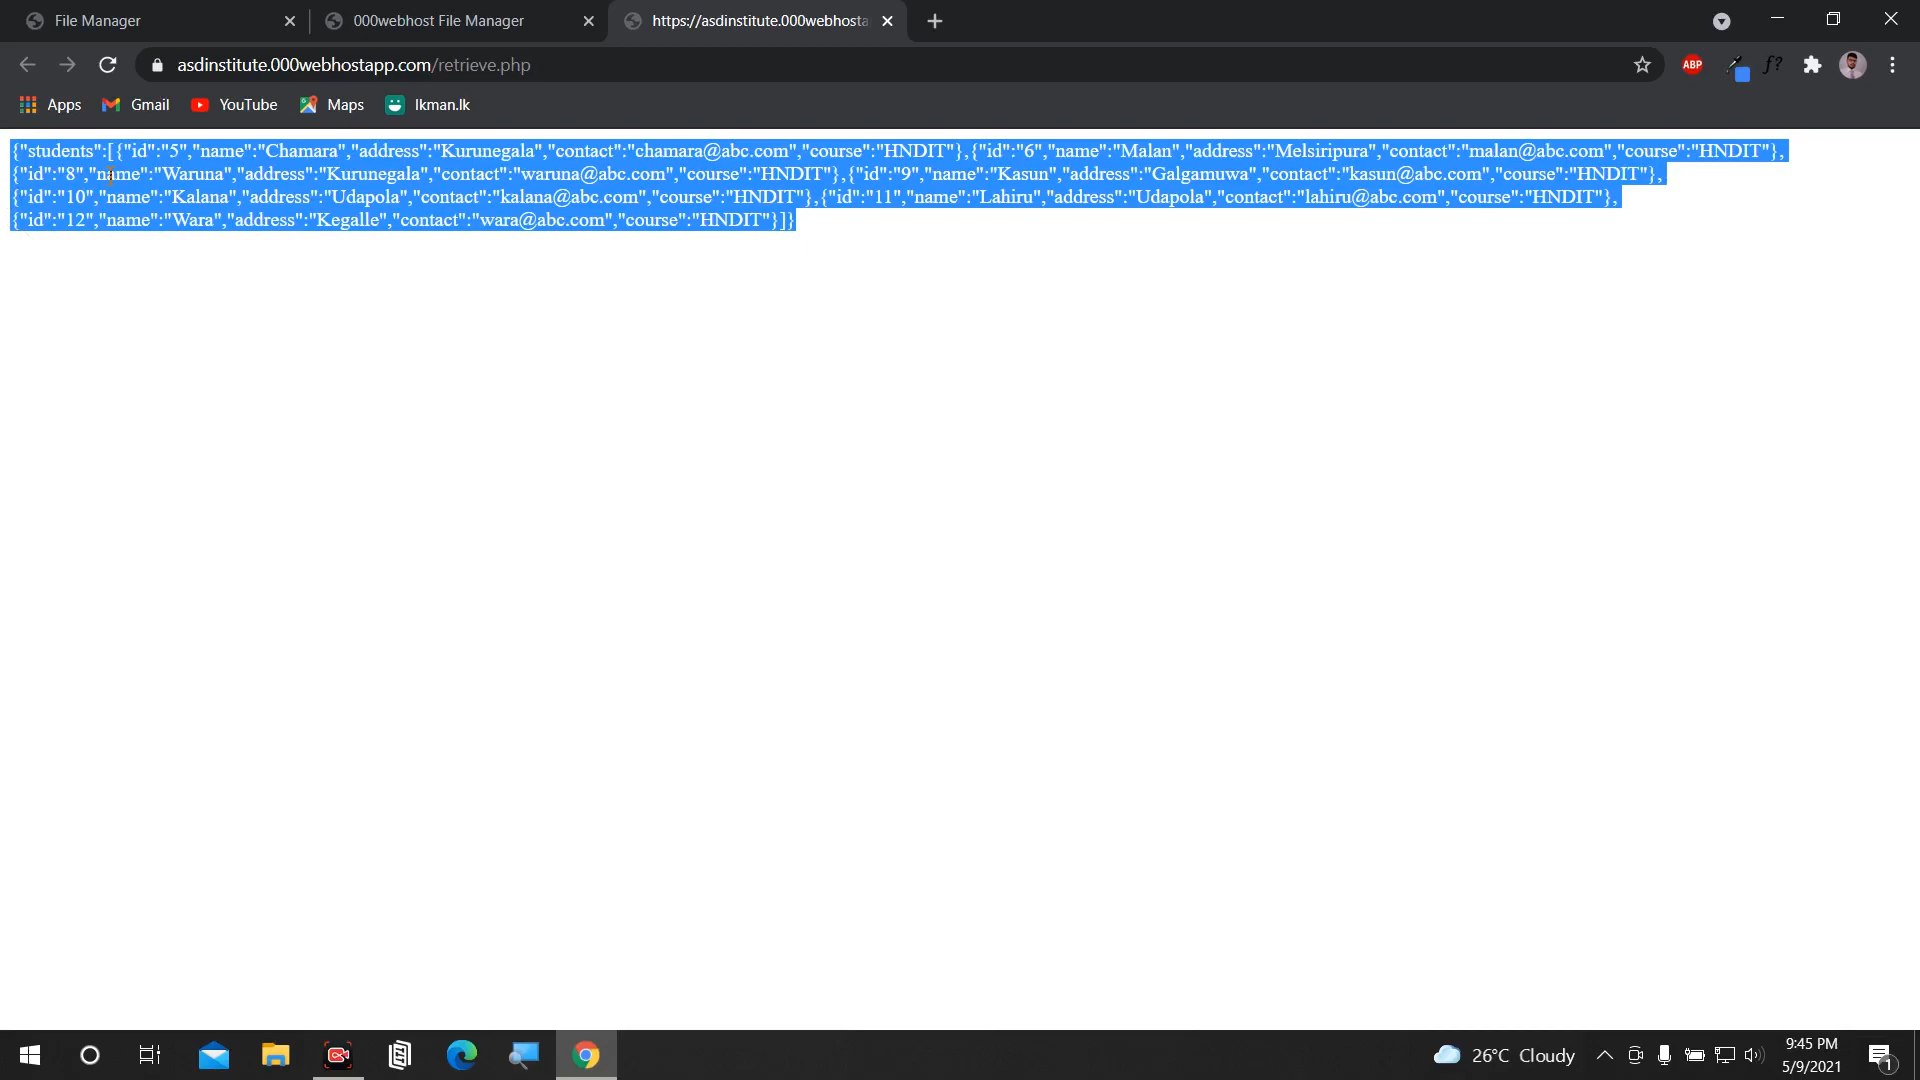 File Manager
000webhost File Manager
https://asdinstitute.000webhosta
asdinstitute.000webhostapp.com/retrieve.php
ABP
f?
Apps
Gmail
YouTube
Maps
Ikman.lk
{"students":[{"id":"5","name":"Chamara","address":"Kurunegala","contact":"chamara@abc.com","course":"HNDIT"},{"id":"6","name":"Malan","address":"Melsiripura","contact":"malan@abc.com","course":"HNDIT"},
{"id":"8","name":"Waruna","address":"Kurunegala","contact":"waruna@abc.com","course":"HNDIT"},{"id":"9","name":"Kasun","address":"Galgamuwa","contact":"kasun@abc.com","course":"HNDIT"},
{"id":"10","name":"Kalana","address":"Udapola","contact":"kalana@abc.com","course":"HNDIT"},{"id":"11","name":"Lahiru","address":"Udapola","contact":"lahiru@abc.com","course":"HNDIT"},
{"id":"12","name":"Wara","address":"Kegalle","contact":"wara@abc.com","course":"HNDIT"}]}
26°C Cloudy
9:45 PM
5/9/2021
1